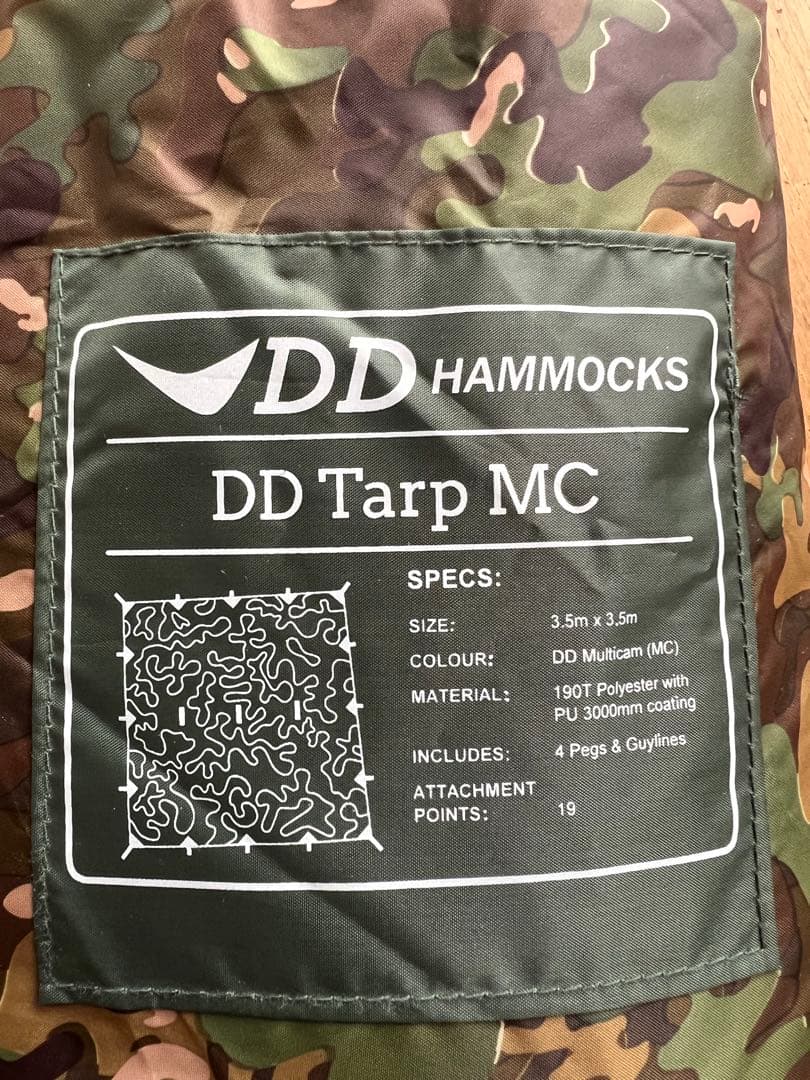 DD HAMMOCKS
DD Tarp MC
SPECS:
SIZE: 3.5m x 3.5m
COLOUR: DD Multicam (MC)
MATERIAL: 190T Polyester with
PU 3000mm coating
INCLUDES: 4 Pegs & Guylines
ATTACHMENT
POINTS: 19